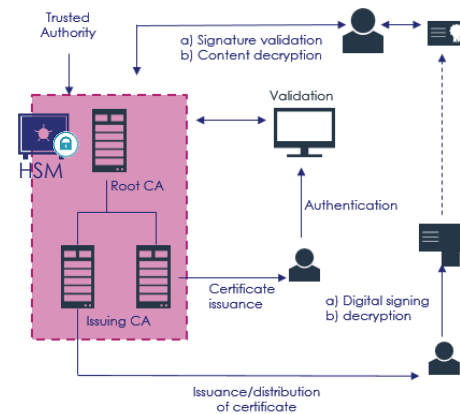 Trusted
Authority
a) Signature validation
b) Content decryption
Validation
HSM
Root CA
Authentication
Certificate
issuance
a) Digital signing
b) decryption
Issuing CA
Issuance/distribution
of certificate